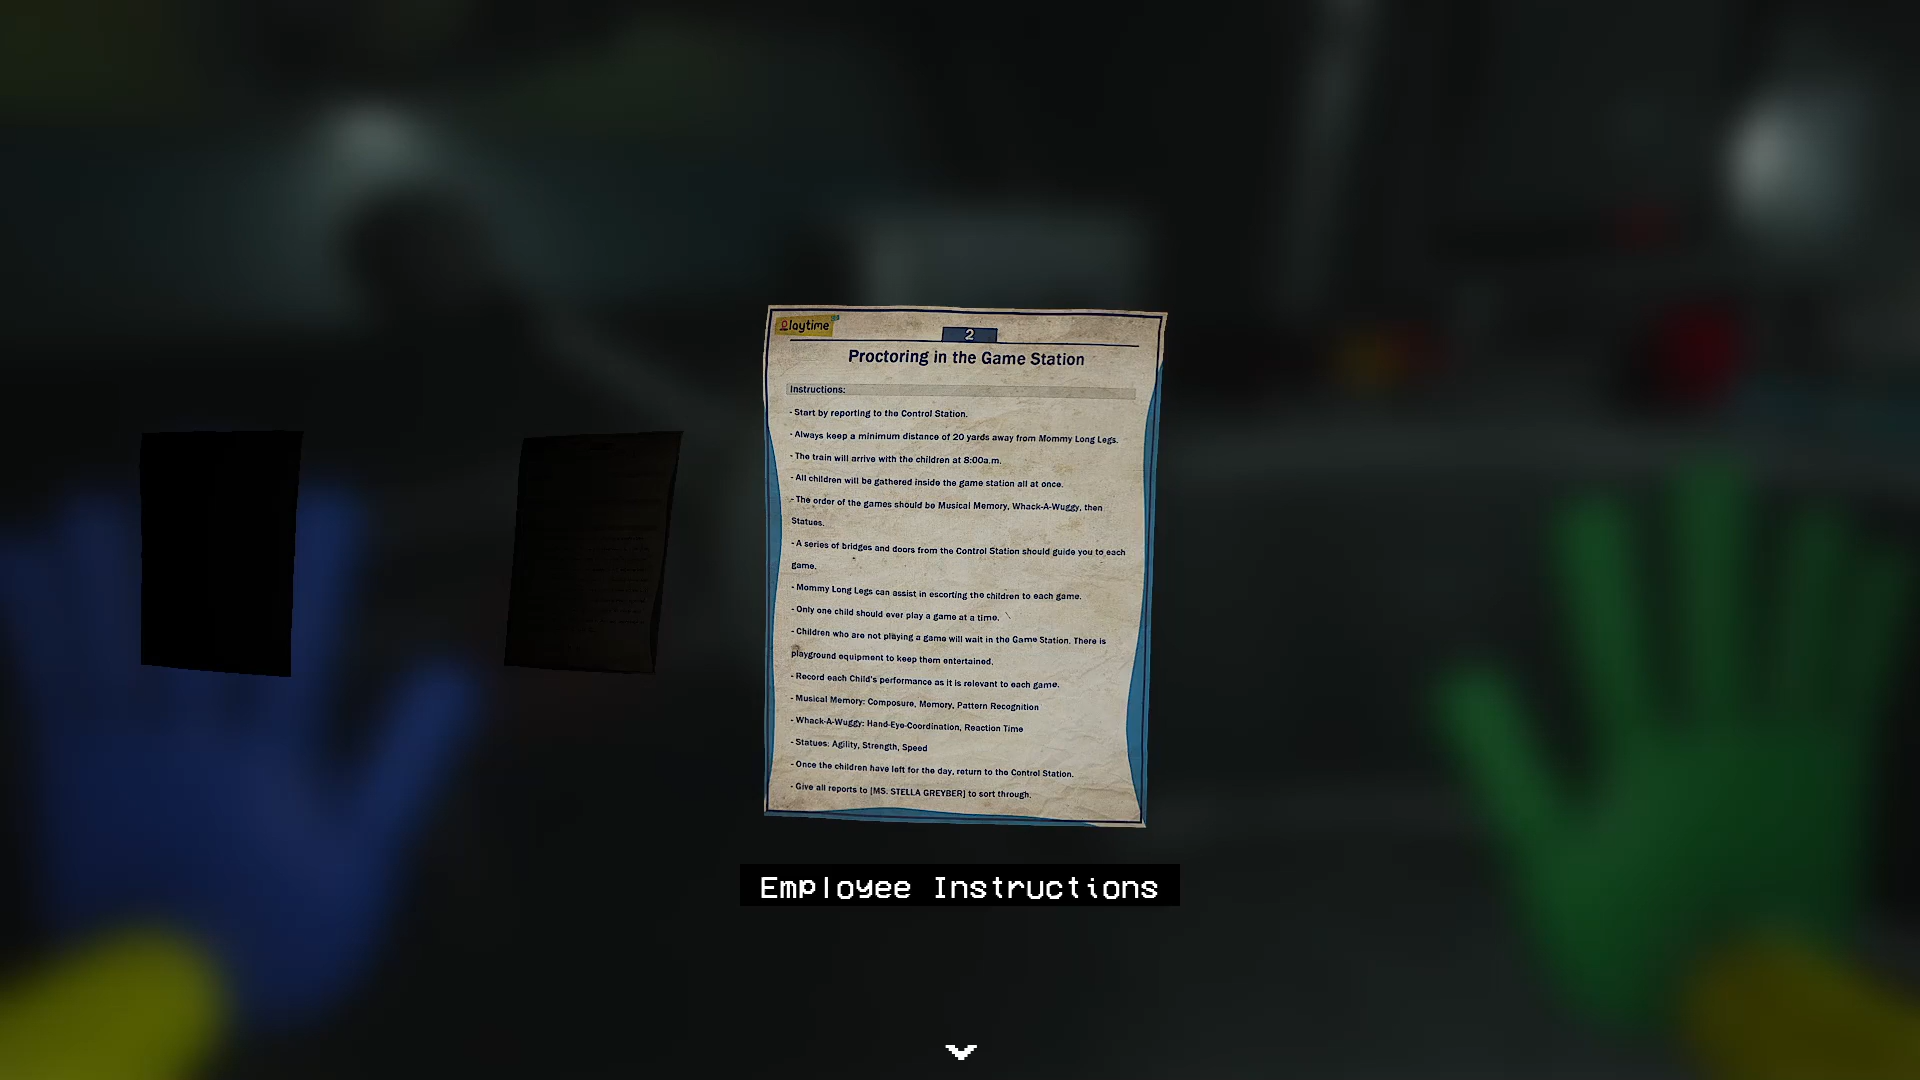 Playtime
2
Proctoring in the Game Station
Instructions:
- Start by reporting to the Control Station.
- Always keep a minimum distance of 20 yards away from Mommy Long Legs.
- The train will arrive with the children at 8:00a.m.
- All children will be gathered inside the game station all at once.
- The order of the games should be Musical Memory, Whack-A-Wuggy, then
Statues.
- A series of bridges and doors from the Control Station should guide you to each
game.
- Mommy Long Legs can assist in escorting the children to each game.
- Only one child should ever play a game at a time.
- Children who are not playing a game will wait in the Game Station. There is
playground equipment to keep them entertained.
- Record each Child's performance as it is relevant to each game.
- Musical Memory: Composure, Memory, Pattern Recognition
- Whack-A-Wuggy: Hand-Eye-Coordination, Reaction Time
- Statues: Agility, Strength, Speed
- Once the children have left for the day, return to the Control Station.
- Give all reports to [MS. STELLA GREYBER] to sort through.
Employee Instructions